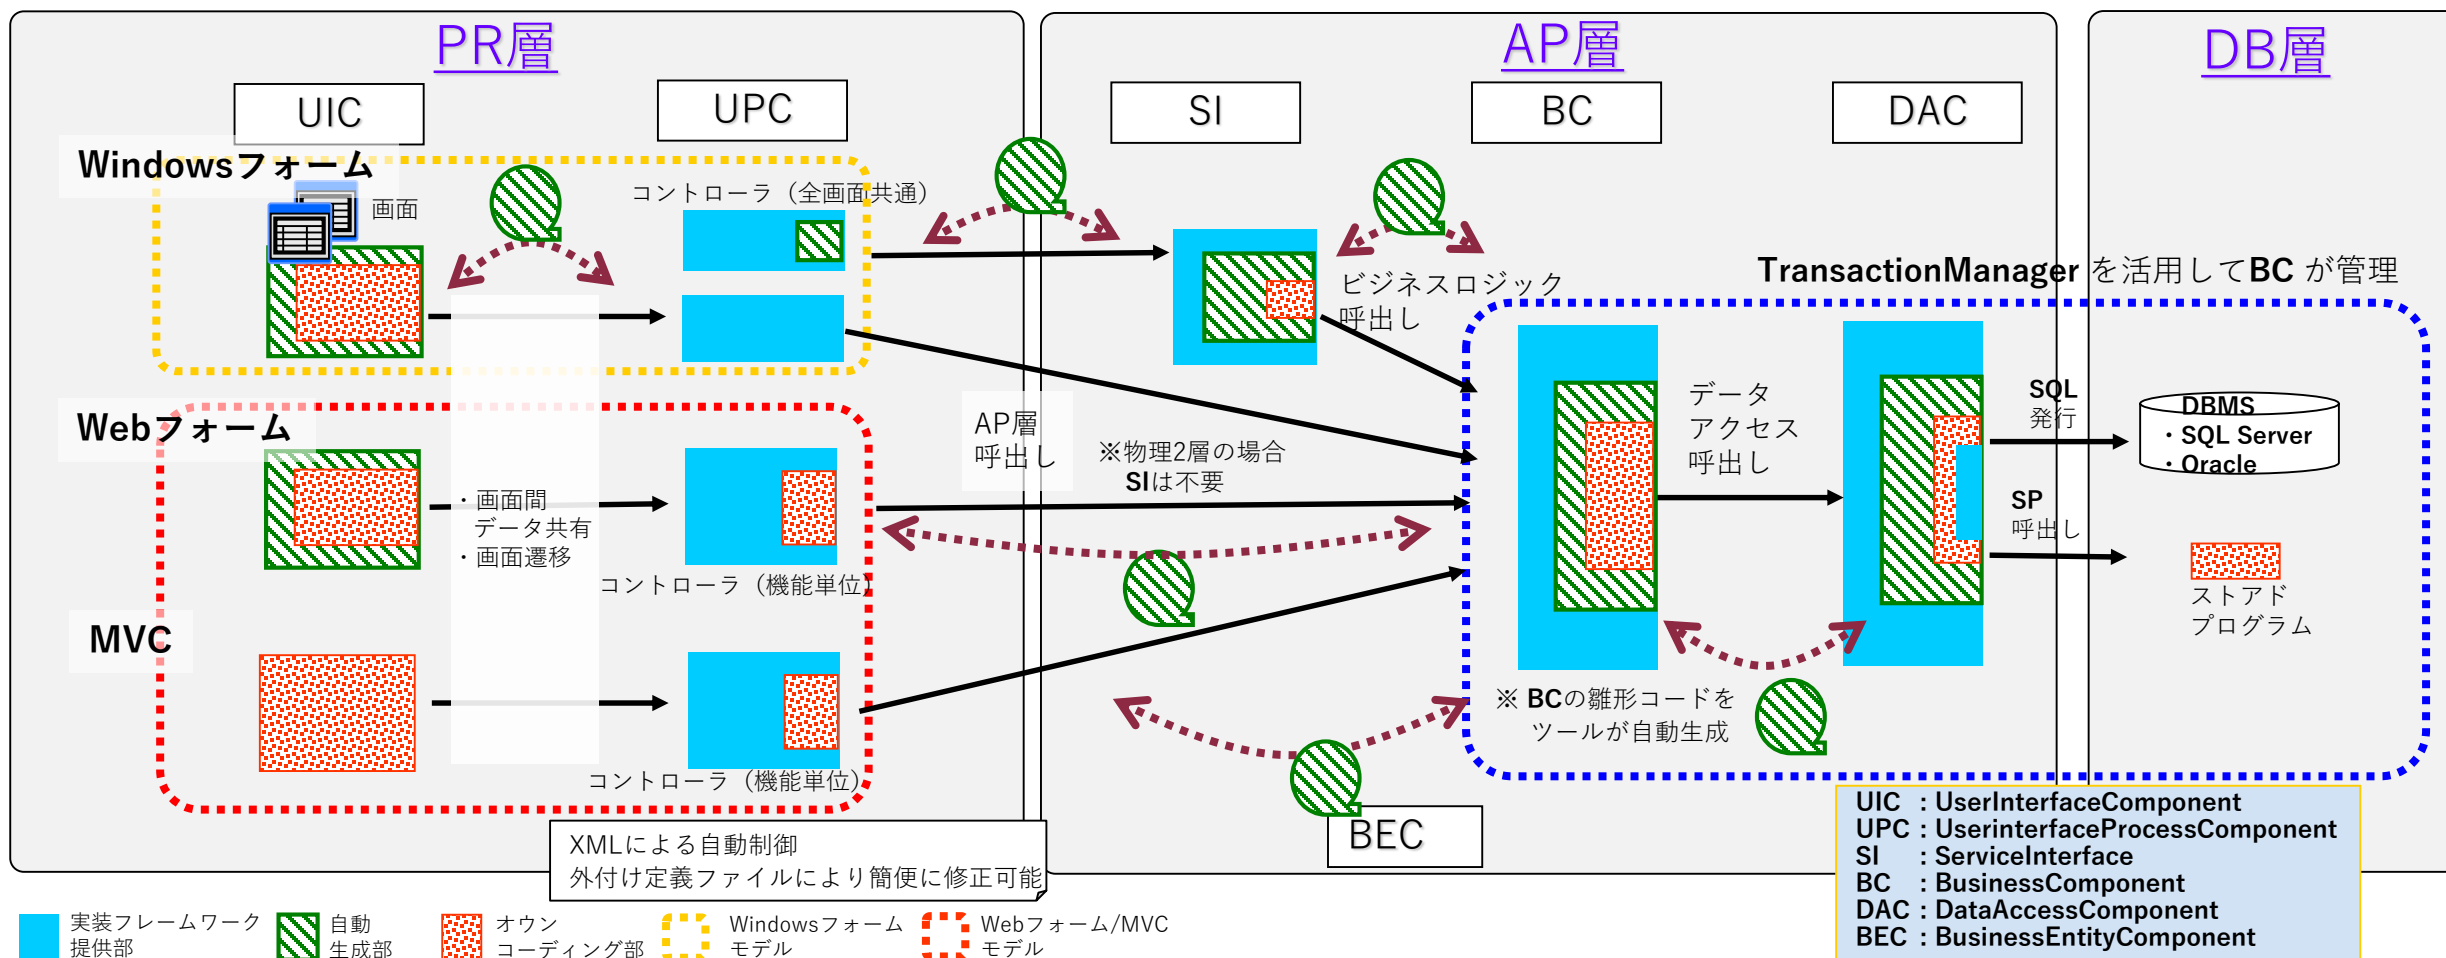 PR層
AP層
DB層
UIC
UPC
SI
BC
DAC
Windowsフォーム
画面
コントローラ（全画面共通）
ビジネスロジック
呼出し
TransactionManager を活用してBC が管理
Webフォーム
・画面間
データ共有
・画面遷移
コントローラ（機能単位）
AP層
呼出し
※物理2層の場合
SIは不要
データ
アクセス
呼出し
SQL
発行
DBMS
・SQL Server
・Oracle
SP
呼出し
ストアド
プログラム
MVC
コントローラ（機能単位）
※ BCの雛形コードを
ツールが自動生成
BEC
XMLによる自動制御
外付け定義ファイルにより簡便に修正可能
UIC : UserInterfaceComponent
UPC : UserinterfaceProcessComponent
SI : ServiceInterface
BC : BusinessComponent
DAC : DataAccessComponent
BEC : BusinessEntityComponent
実装フレームワーク
提供部
自動
生成部
オウン
コーディング部
Windowsフォーム
モデル
Webフォーム/MVC
モデル